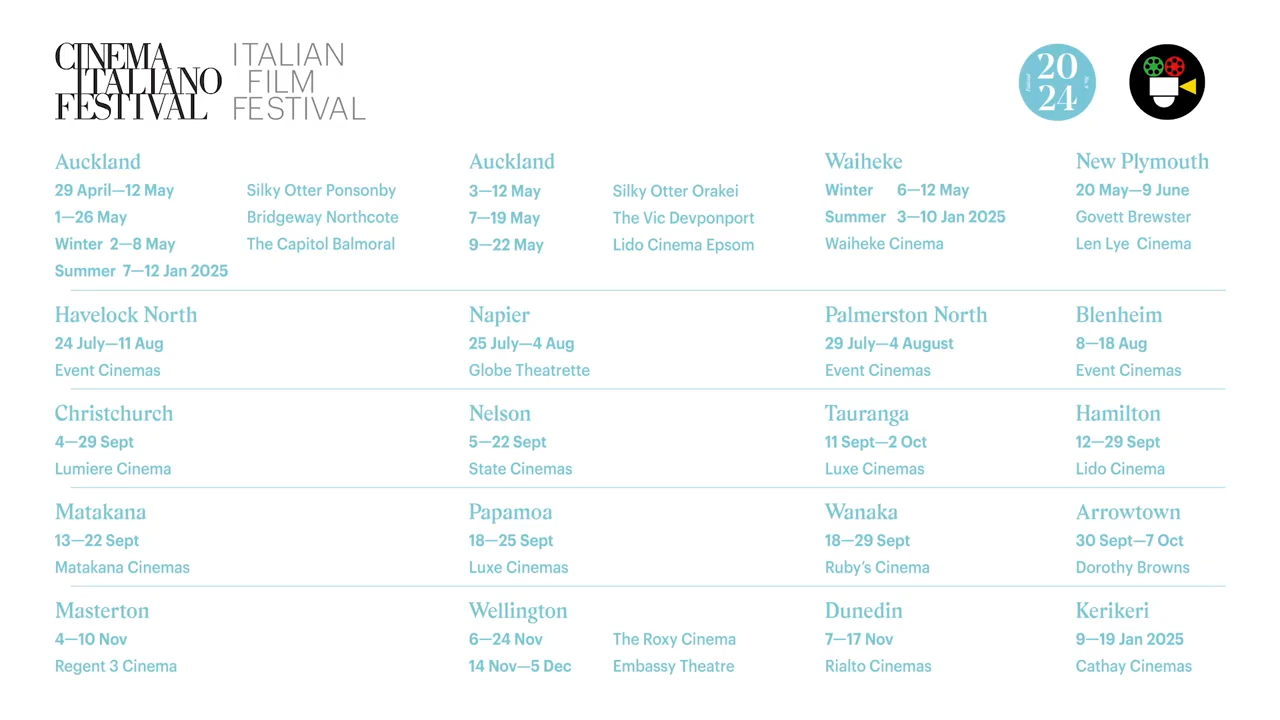 CINEMA
ITALIANO
FESTIVAL
ITALIAN
FILM
FESTIVAL
20
24
Auckland
29 April—12 May Silky Otter Ponsonby
1—26 May Bridgeway Northcote
Winter 2—8 May The Capitol Balmoral
Summer 7—12 Jan 2025
Auckland
3—12 May Silky Otter Orakei
7—19 May The Vic Devponport
9—22 May Lido Cinema Epsom
Waiheke
Winter 6—12 May
Summer 3—10 Jan 2025
Waiheke Cinema
New Plymouth
20 May—9 June
Govett Brewster
Len Lye Cinema
Havelock North
24 July—11 Aug
Event Cinemas
Napier
25 July—4 Aug
Globe Theatrette
Palmerston North
29 July—4 August
Event Cinemas
Blenheim
8—18 Aug
Event Cinemas
Christchurch
4—29 Sept
Lumiere Cinema
Nelson
5—22 Sept
State Cinemas
Tauranga
11 Sept—2 Oct
Luxe Cinemas
Hamilton
12—29 Sept
Lido Cinema
Matakana
13—22 Sept
Matakana Cinemas
Papamoa
18—25 Sept
Luxe Cinemas
Wanaka
18—29 Sept
Ruby’s Cinema
Arrowtown
30 Sept—7 Oct
Dorothy Browns
Masterton
4—10 Nov
Regent 3 Cinema
Wellington
6—24 Nov The Roxy Cinema
14 Nov—5 Dec Embassy Theatre
Dunedin
7—17 Nov
Rialto Cinemas
Kerikeri
9—19 Jan 2025
Cathay Cinemas